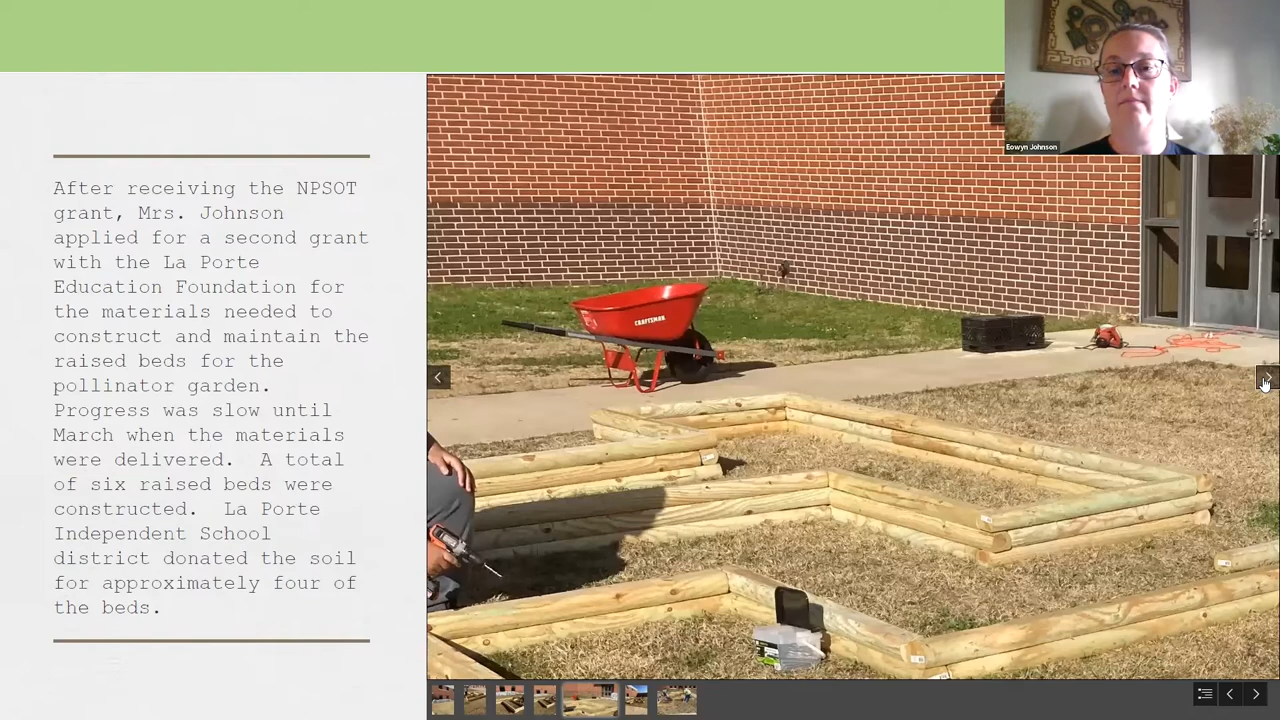 Eowyn Johnson
After receiving the NPSOT
grant, Mrs. Johnson
applied for a second grant
with the La Porte
Education Foundation for
the materials needed to
construct and maintain the
raised beds for the
pollinator garden.
Progress was slow until
March when the materials
were delivered.  A total
of six raised beds were
constructed.  La Porte
Independent School
district donated the soil
for approximately four of
the beds.
CRAFTSMAN